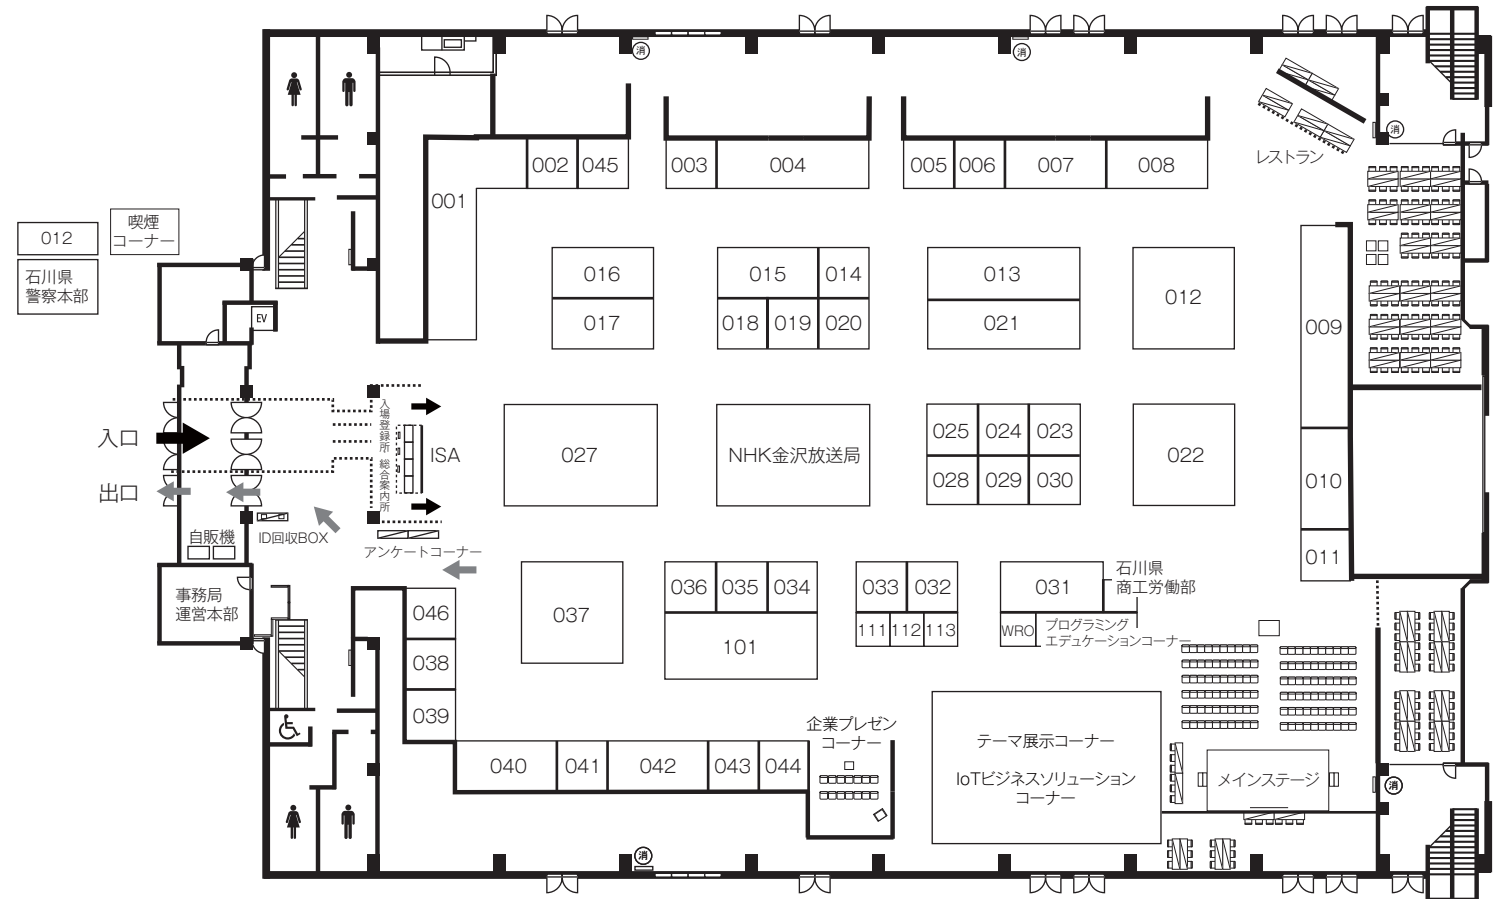 消
消
消
レストラン
002
045
003
004
005
006
007
008
001
012
喫煙
コーナー
石川県
警察本部
EV
016
017
015
014
018
019
020
013
021
012
009
010
011
入口
出口
入場登録所
総合案内所
ISA
自販機
ID回収BOX
アンケートコーナー
事務局
運営本部
027
NHK金沢放送局
025
024
023
028
029
030
022
046
038
039
037
036
035
034
101
033
032
111
112
113
031
石川県
商工労働部
WRO
プログラミング
エデュケーションコーナー
040
041
042
043
044
企業プレゼン
コーナー
テーマ展示コーナー
IoTビジネスソリューション
コーナー
メインステージ
消
消